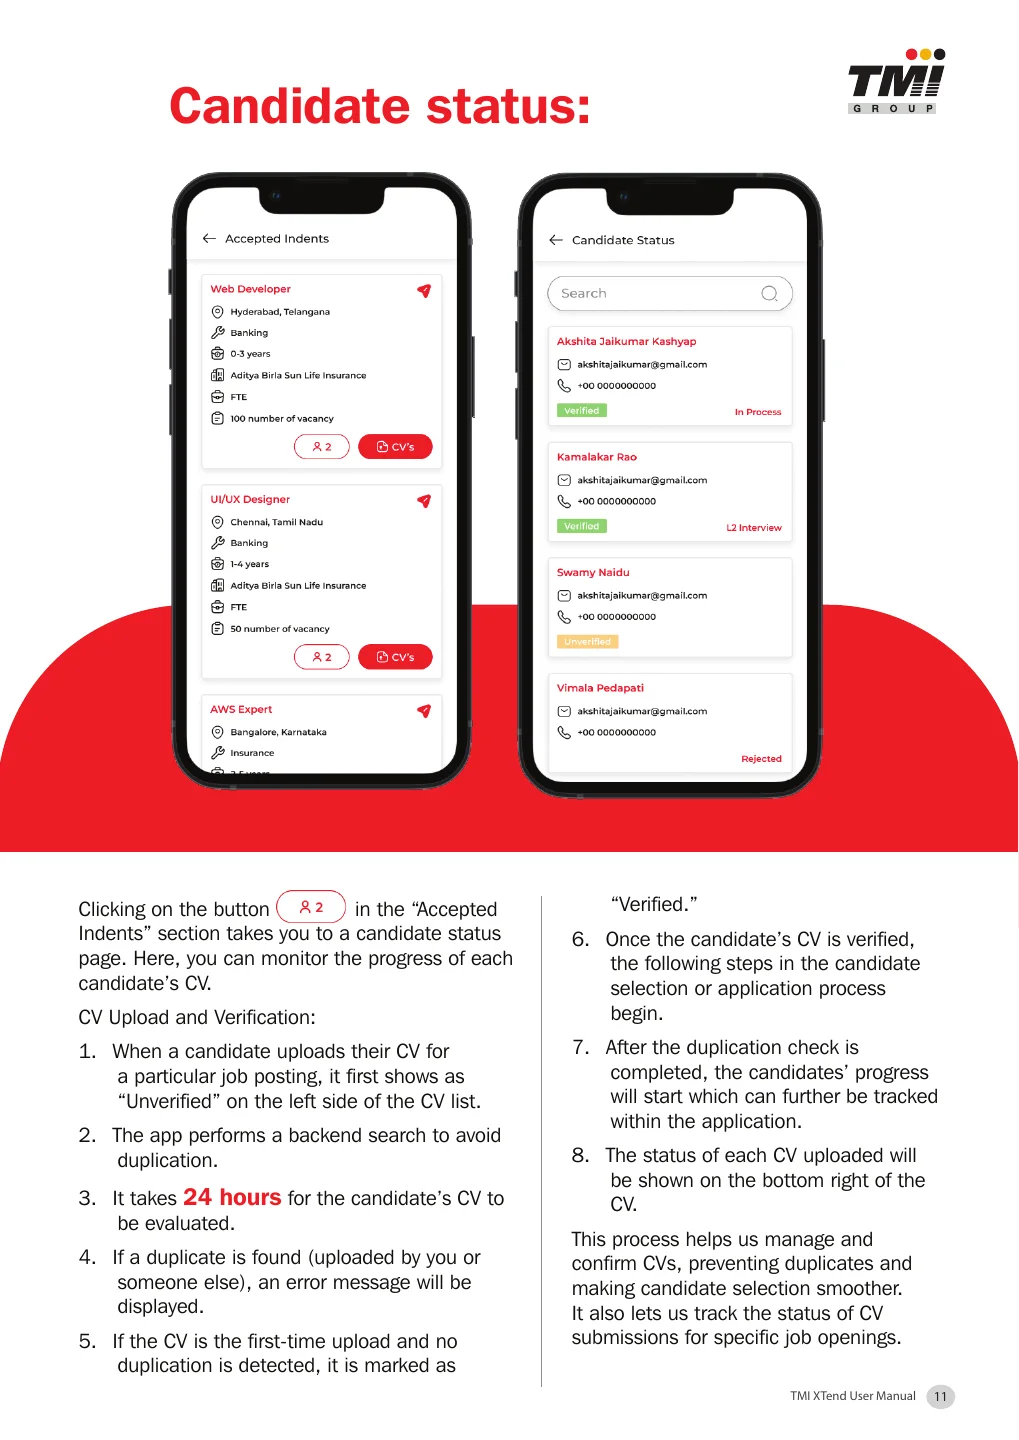 Candidate status:
TMI
GROUP
Accepted Indents
Web Developer
Hyderabad, Telangana
Banking
0-3 years
Aditya Birla Sun Life Insurance
FTE
100 number of vacancy
2 CV's
UI/UX Designer
Chennai, Tamil Nadu
Banking
1-4 years
Aditya Birla Sun Life Insurance
FTE
50 number of vacancy
2 CV's
AWS Expert
Bangalore, Karnataka
Insurance
Candidate Status
Search
Akshita Jaikumar Kashyap
akshitajaikumar@gmail.com
+00 0000000000
Verified In Process
Kamalakar Rao
akshitajaikumar@gmail.com
+00 0000000000
Verified L2 Interview
Swamy Naidu
akshitajaikumar@gmail.com
+00 0000000000
Unverified
Vimala Pedapati
akshitajaikumar@gmail.com
+00 0000000000
Rejected
Clicking on the button 2 in the “Accepted
Indents” section takes you to a candidate status
page. Here, you can monitor the progress of each
candidate’s CV.
CV Upload and Verification:
1. When a candidate uploads their CV for
a particular job posting, it first shows as
“Unverified” on the left side of the CV list.
2. The app performs a backend search to avoid
duplication.
3. It takes 24 hours for the candidate’s CV to
be evaluated.
4. If a duplicate is found (uploaded by you or
someone else), an error message will be
displayed.
5. If the CV is the first-time upload and no
duplication is detected, it is marked as
“Verified.”
6. Once the candidate’s CV is verified,
the following steps in the candidate
selection or application process
begin.
7. After the duplication check is
completed, the candidates’ progress
will start which can further be tracked
within the application.
8. The status of each CV uploaded will
be shown on the bottom right of the
CV.
This process helps us manage and
confirm CVs, preventing duplicates and
making candidate selection smoother.
It also lets us track the status of CV
submissions for specific job openings.
TMI XTend User Manual 11